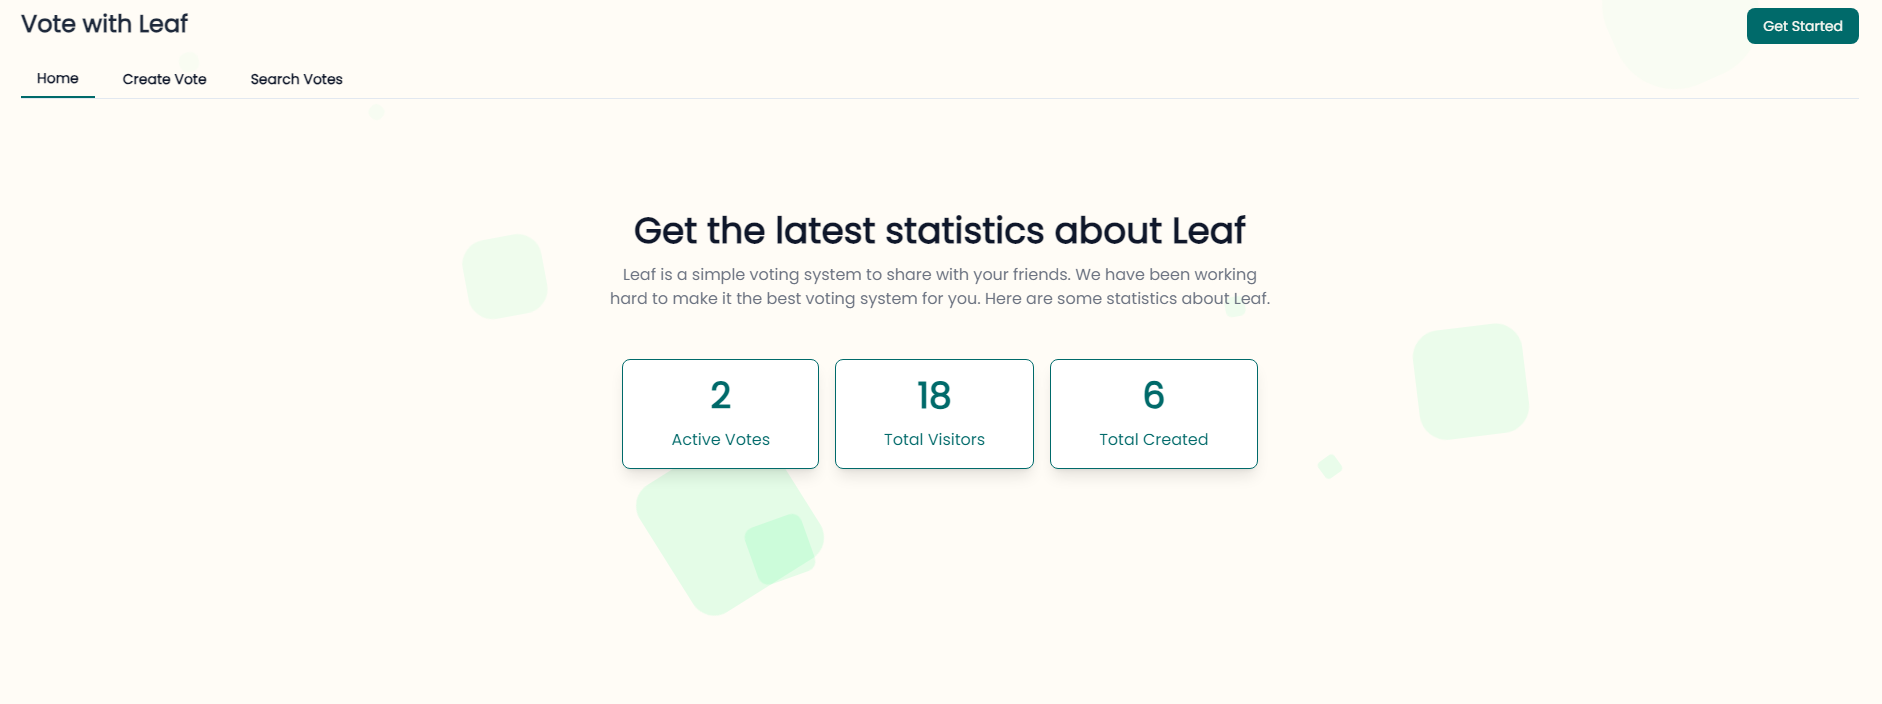 Vote with Leaf
Get Started
Home
Create Vote
Search Votes
Get the latest statistics about Leaf
Leaf is a simple voting system to share with your friends. We have been working
hard to make it the best voting system for you. Here are some statistics about Leaf.
2
Active Votes
18
Total Visitors
6
Total Created